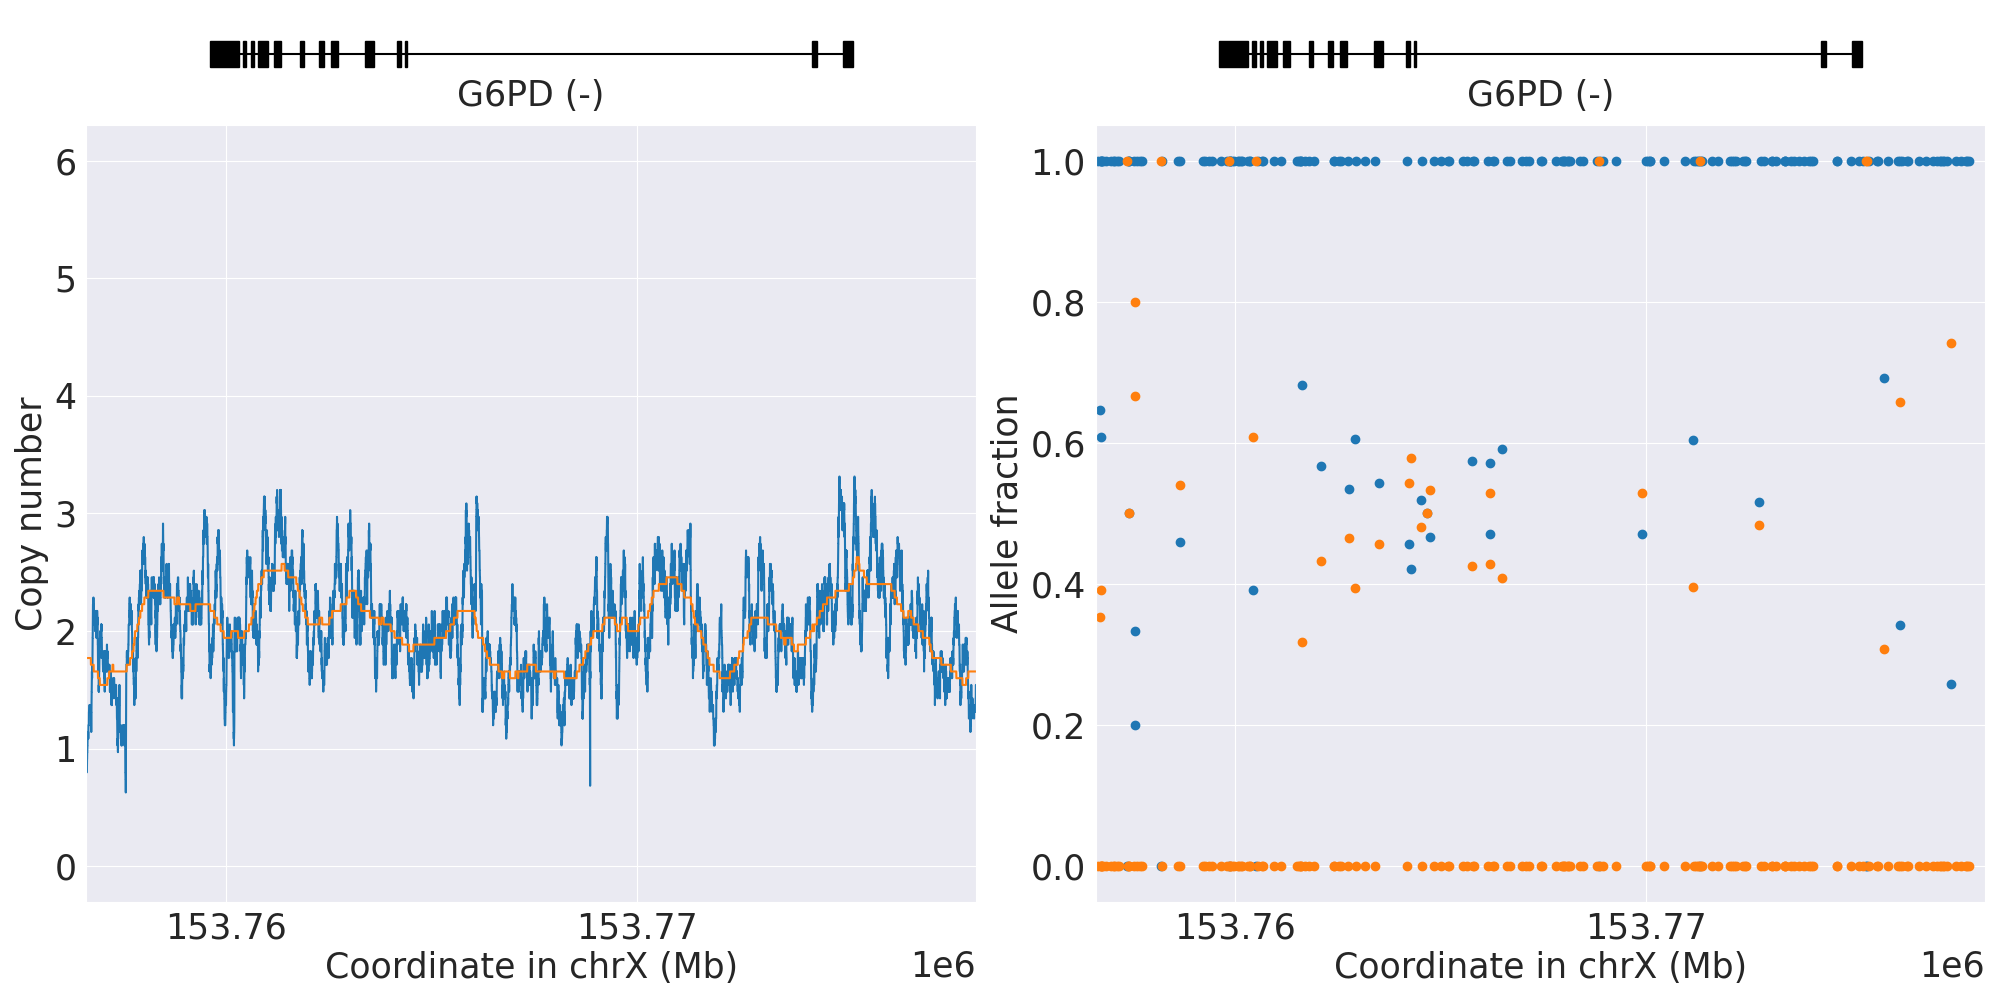 G6PD (-)
6
5
4
3
2
1
0
Copy number
153.76
153.77
Coordinate in chrX (Mb)
1e6
G6PD (-)
1.0
0.8
0.6
0.4
0.2
0.0
Allele fraction
153.76
153.77
Coordinate in chrX (Mb)
1e6